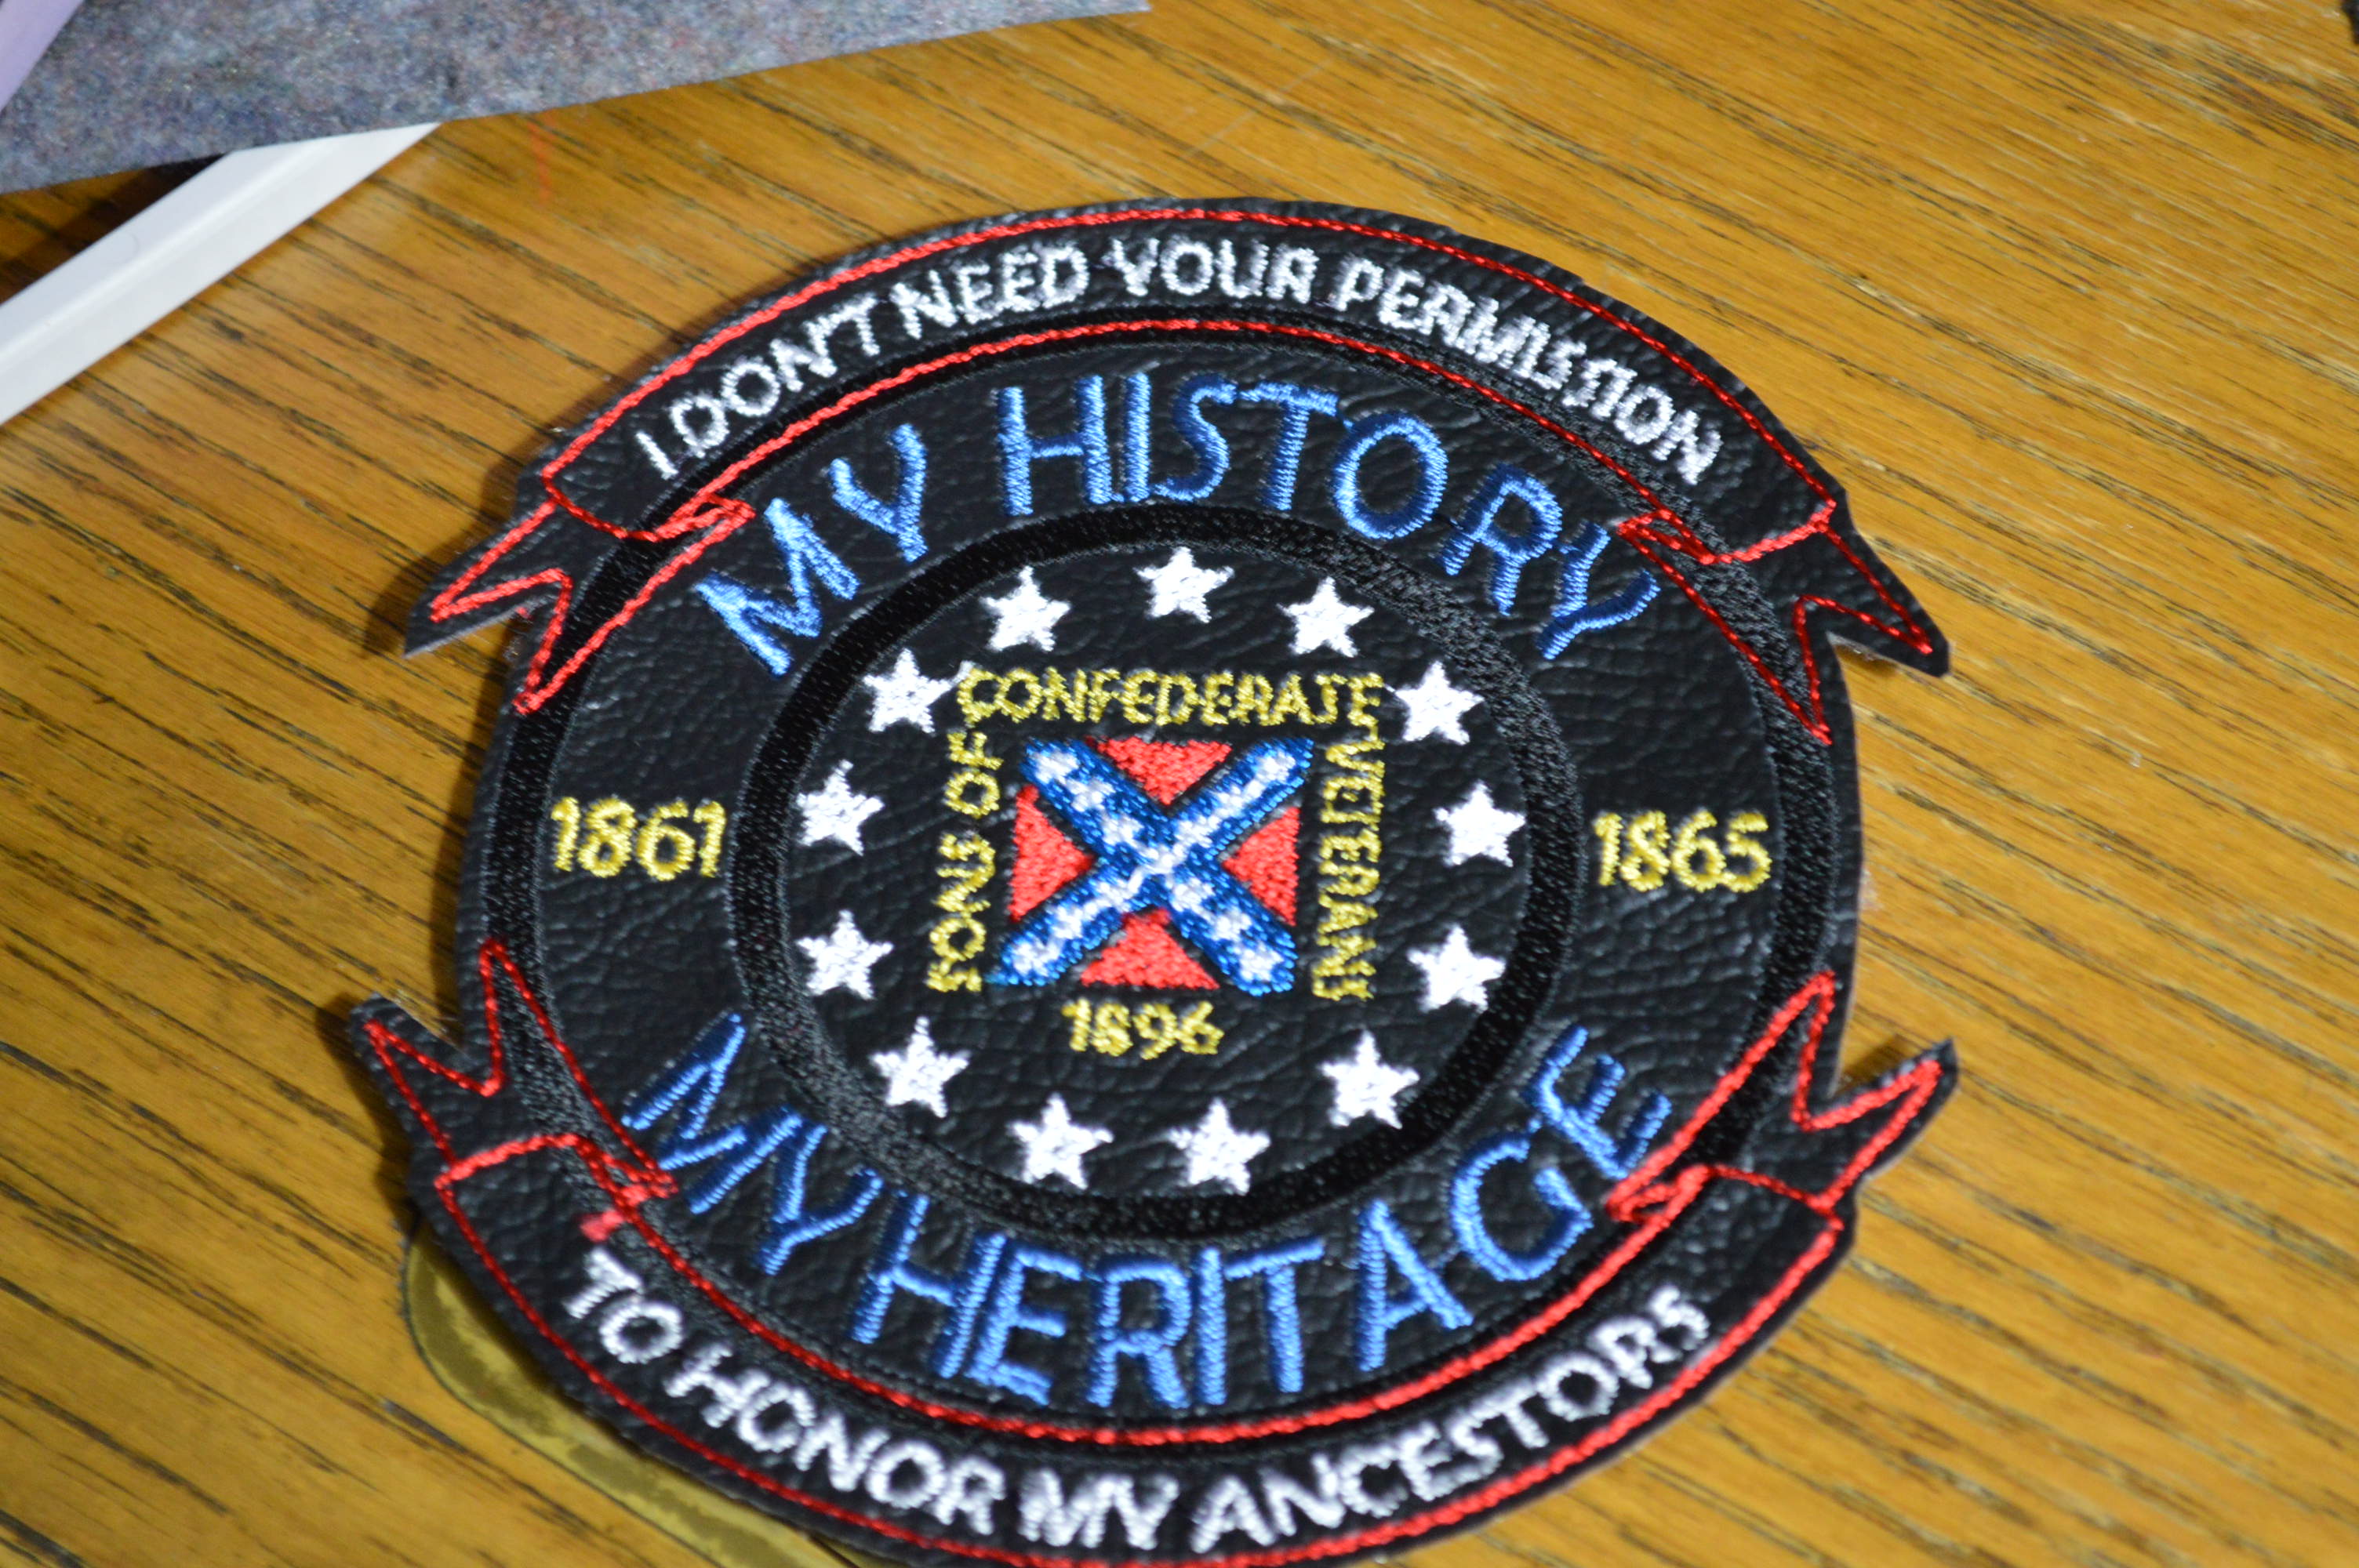 I DON'T NEED YOUR PERMISSION
MY HISTORY
SONS OF
CONFEDERATE
VETERANS
1861
1865
1896
MY HERITAGE
TO HONOR MY ANCESTORS